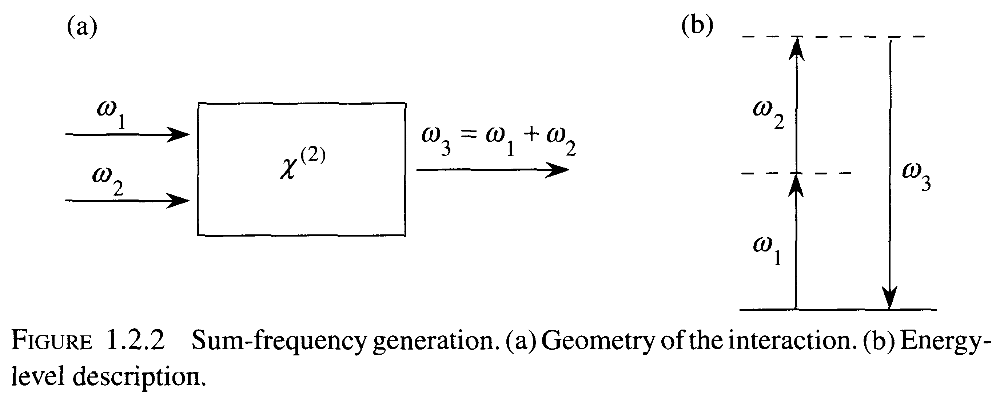 (a)
ω₁
ω₂
χ⁽²⁾
ω₃ = ω₁ + ω₂
(b)
ω₂
ω₁
ω₃
FIGURE 1.2.2 Sum-frequency generation. (a) Geometry of the interaction. (b) Energy-
level description.